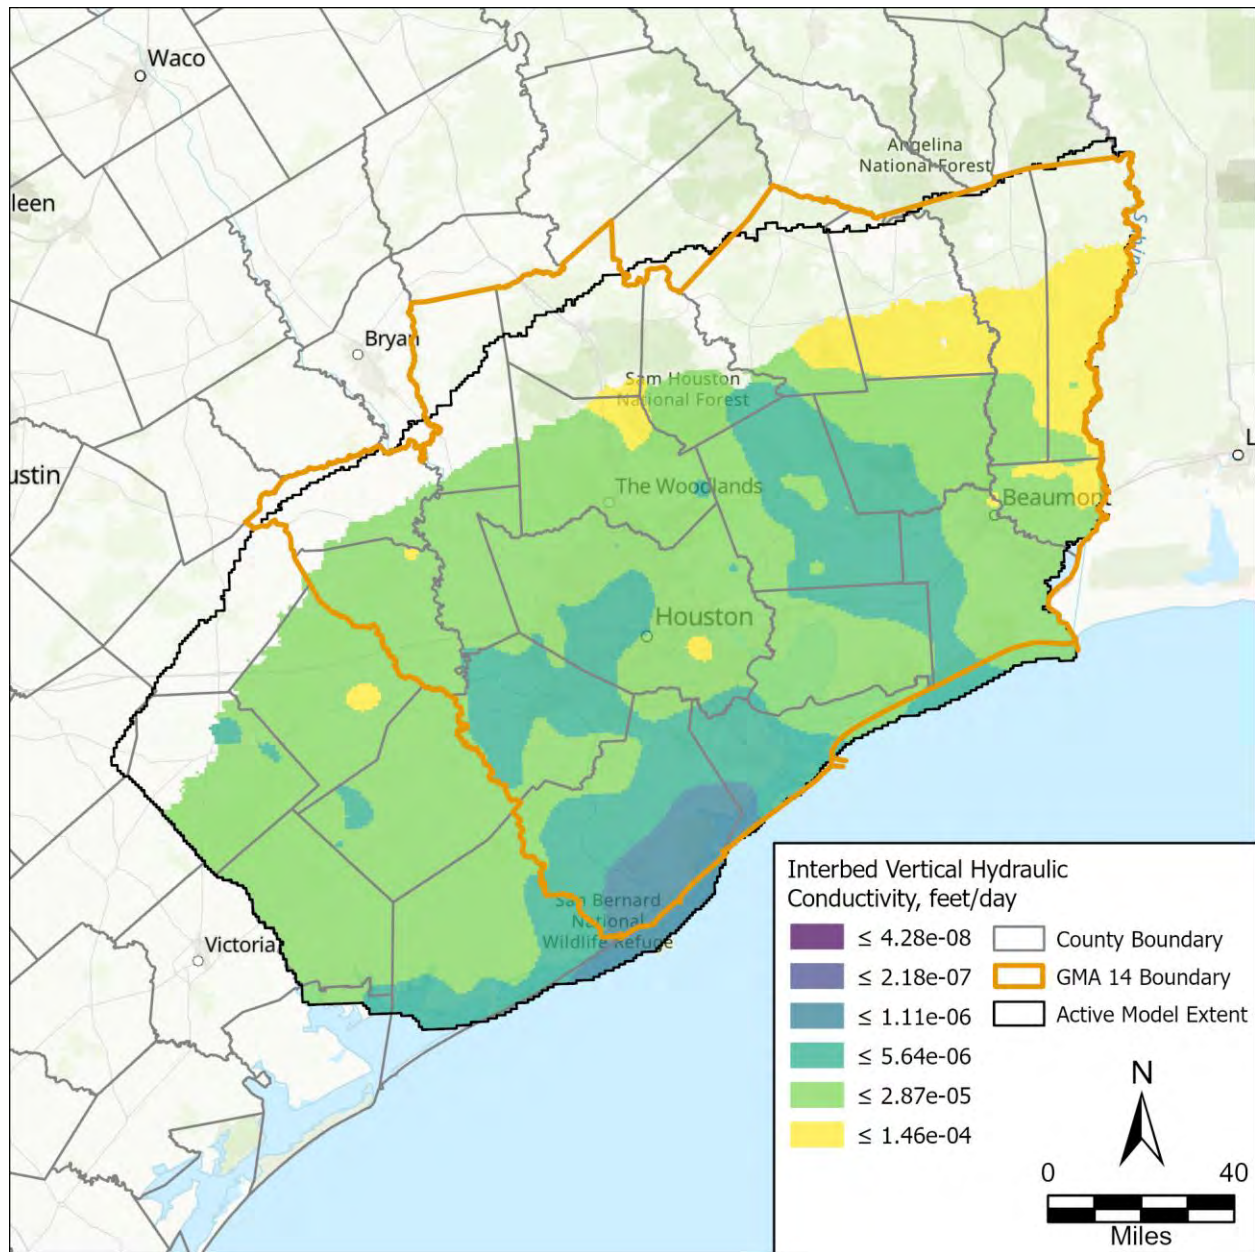 Waco
Angelina
National Forest
leen
Bryan
Sam Houston
National Forest
ustin
L
The Woodlands
Beaumon
Houston
San Bernard
National
Wildlife Refuge
Victoria
Interbed Vertical Hydraulic
Conductivity, feet/day
≤ 4.28e-08
≤ 2.18e-07
≤ 1.11e-06
≤ 5.64e-06
≤ 2.87e-05
≤ 1.46e-04
County Boundary
GMA 14 Boundary
Active Model Extent
N
0 40
Miles